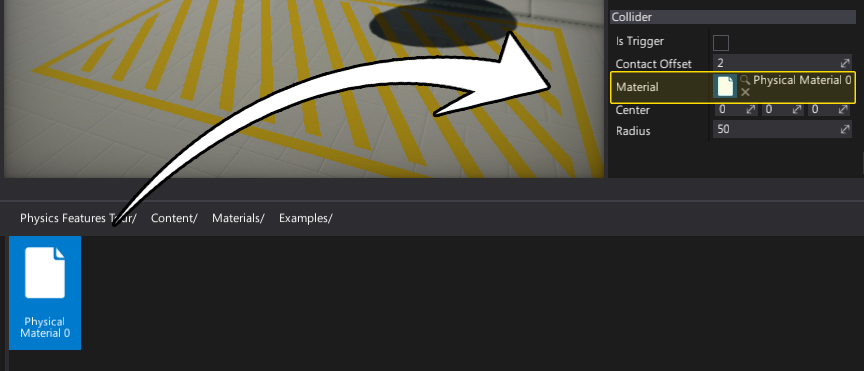 Collider
Is Trigger
Contact Offset 2
Material Physical Material 0
Center 0 0 0
Radius 50
Physics Features Tour/ Content/ Materials/ Examples/
Physical
Material 0